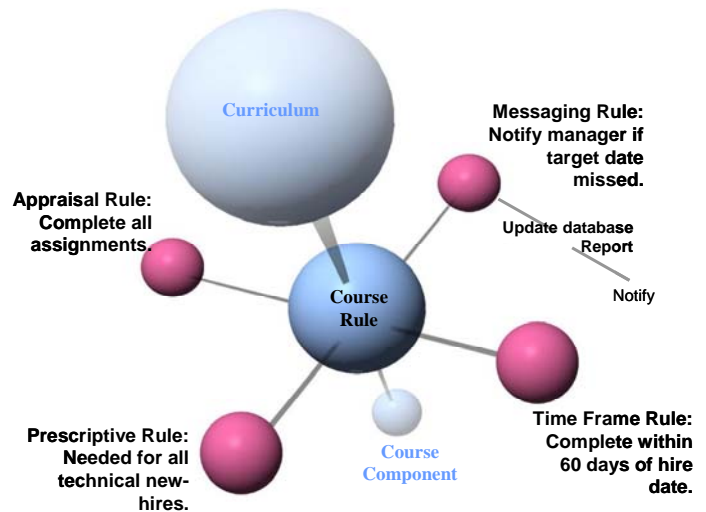 Curriculum
Messaging Rule:
Notify manager if
target date
missed.
Appraisal Rule:
Complete all
assignments.
Update database
Report
Notify
Course
Rule
Prescriptive Rule:
Needed for all
technical new-
hires.
Course
Component
Time Frame Rule:
Complete within
60 days of hire
date.